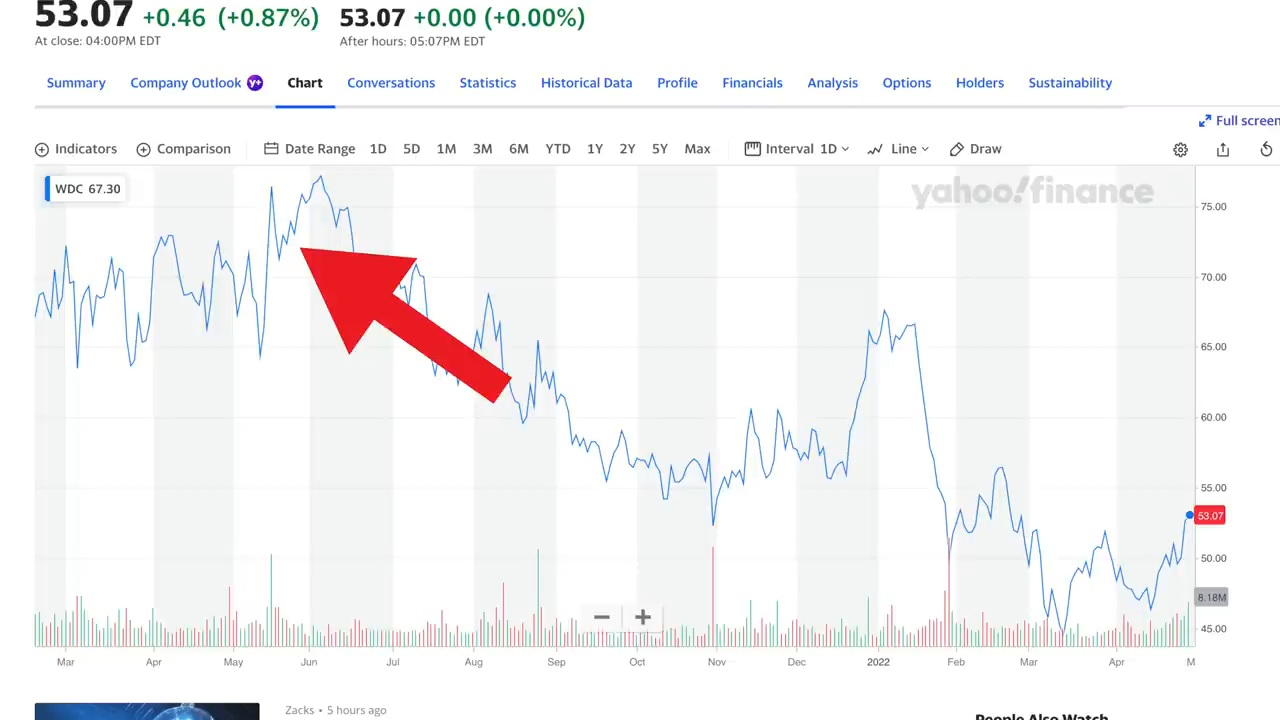 53.07 +0.46 (+0.87%) 53.07 +0.00 (+0.00%)
At close: 04:00PM EDT After hours: 05:07PM EDT
Summary Company Outlook y+ Chart Conversations Statistics Historical Data Profile Financials Analysis Options Holders Sustainability
Full screen
Indicators Comparison Date Range 1D 5D 1M 3M 6M YTD 1Y 2Y 5Y Max Interval 1D Line Draw
WDC 67.30
yahoo!finance
75.00
70.00
65.00
60.00
55.00
53.07
50.00
8.18M
45.00
Mar Apr May Jun Jul Aug Sep Oct Nov Dec 2022 Feb Mar Apr M
Zacks • 5 hours ago
People Also Watch